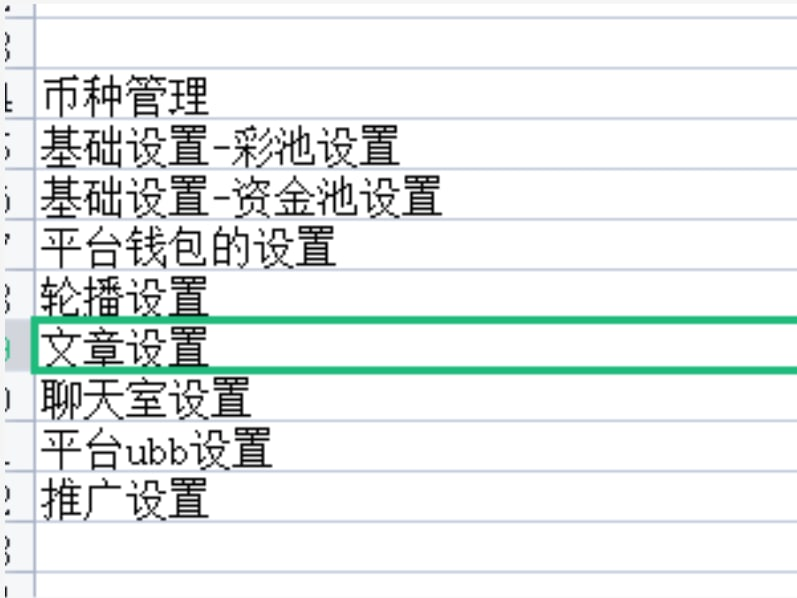 币种管理
基础设置-彩池设置
基础设置-资金池设置
平台钱包的设置
轮播设置
文章设置
聊天室设置
平台ubb设置
推广设置